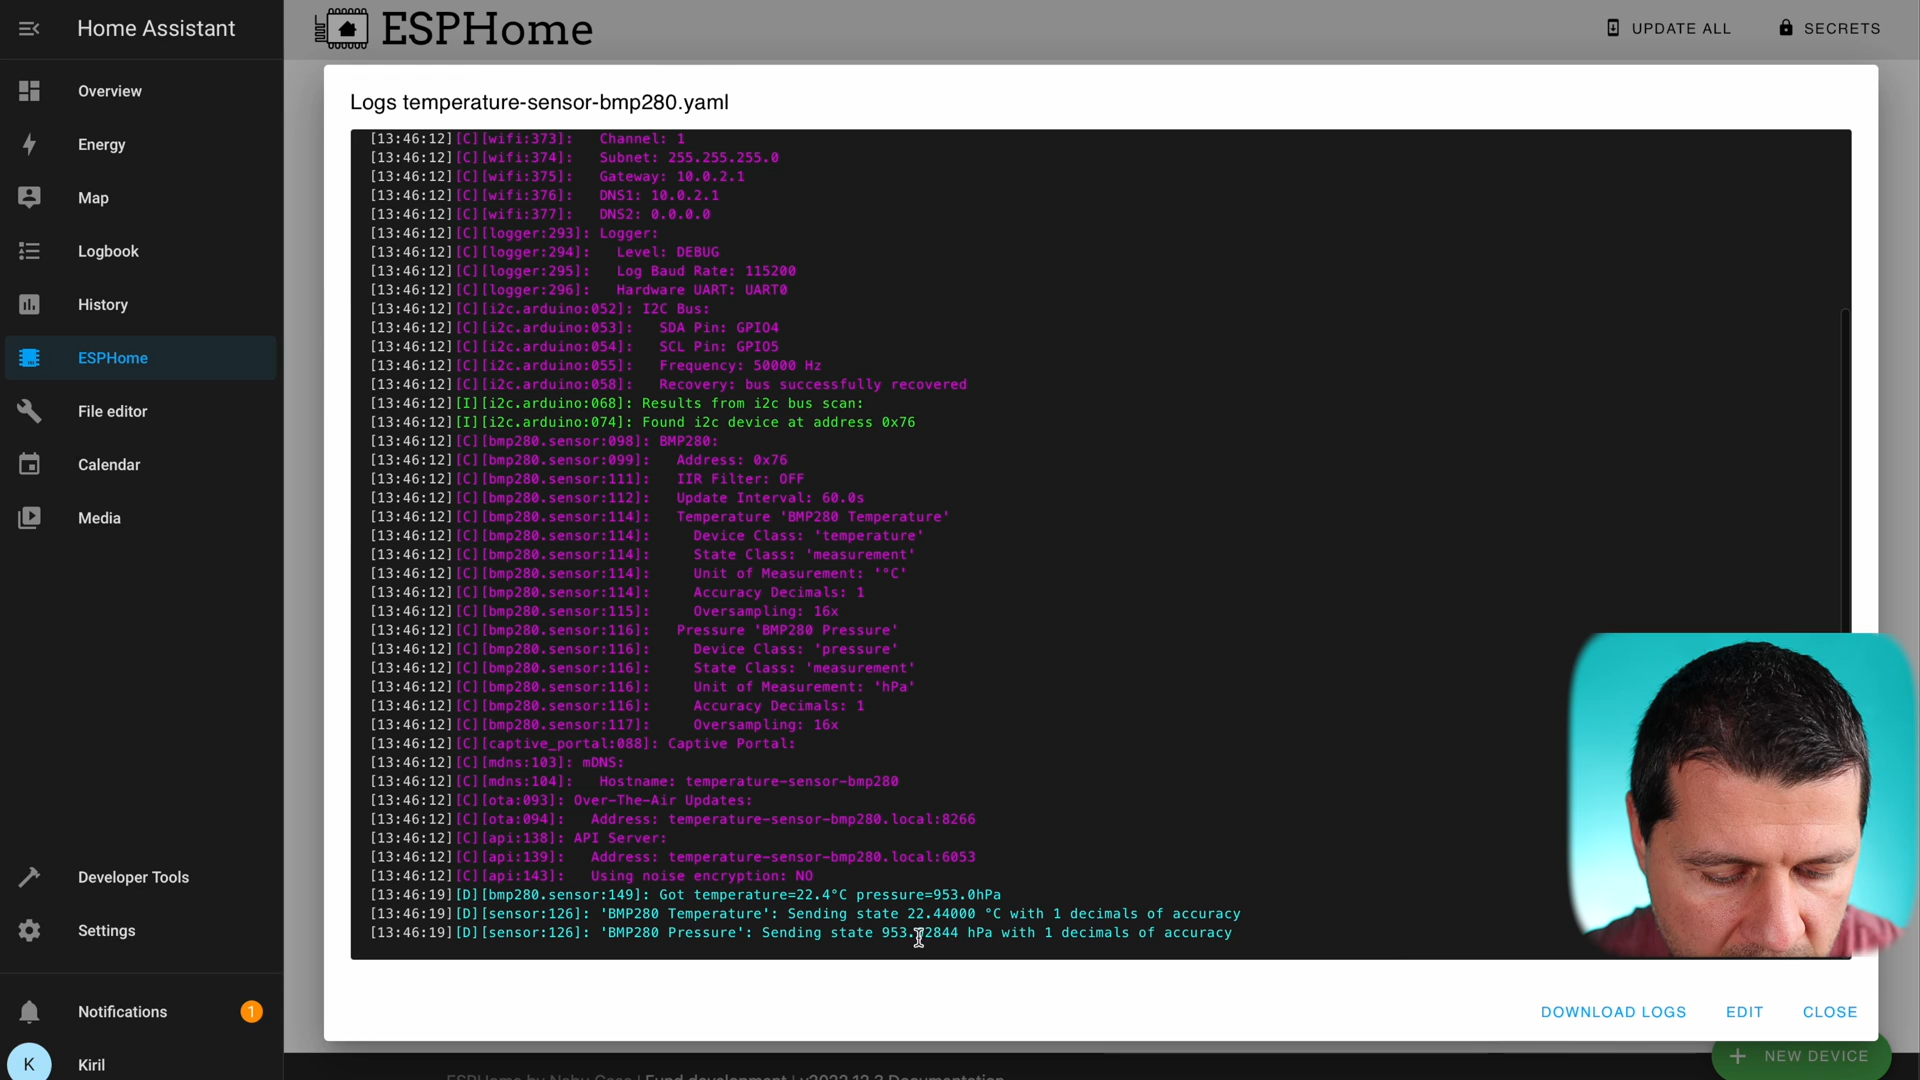 Home Assistant
ESPHome
UPDATE ALL
SECRETS
Overview
Energy
Map
Logbook
History
ESPHome
File editor
Calendar
Media
Developer Tools
Settings
Notifications
1
K
Kiril
Logs temperature-sensor-bmp280.yaml
[13:46:12][C][wifi:373]:   Channel: 1
[13:46:12][C][wifi:374]:   Subnet: 255.255.255.0
[13:46:12][C][wifi:375]:   Gateway: 10.0.2.1
[13:46:12][C][wifi:376]:   DNS1: 10.0.2.1
[13:46:12][C][wifi:377]:   DNS2: 0.0.0.0
[13:46:12][C][logger:293]: Logger:
[13:46:12][C][logger:294]:   Level: DEBUG
[13:46:12][C][logger:295]:   Log Baud Rate: 115200
[13:46:12][C][logger:296]:   Hardware UART: UART0
[13:46:12][C][i2c.arduino:052]: I2C Bus:
[13:46:12][C][i2c.arduino:053]:   SDA Pin: GPIO4
[13:46:12][C][i2c.arduino:054]:   SCL Pin: GPIO5
[13:46:12][C][i2c.arduino:055]:   Frequency: 50000 Hz
[13:46:12][C][i2c.arduino:058]:   Recovery: bus successfully recovered
[13:46:12][I][i2c.arduino:068]: Results from i2c bus scan:
[13:46:12][I][i2c.arduino:074]: Found i2c device at address 0x76
[13:46:12][C][bmp280.sensor:098]: BMP280:
[13:46:12][C][bmp280.sensor:099]:   Address: 0x76
[13:46:12][C][bmp280.sensor:111]:   IIR Filter: OFF
[13:46:12][C][bmp280.sensor:112]:   Update Interval: 60.0s
[13:46:12][C][bmp280.sensor:114]:   Temperature 'BMP280 Temperature'
[13:46:12][C][bmp280.sensor:114]:     Device Class: 'temperature'
[13:46:12][C][bmp280.sensor:114]:     State Class: 'measurement'
[13:46:12][C][bmp280.sensor:114]:     Unit of Measurement: '°C'
[13:46:12][C][bmp280.sensor:114]:     Accuracy Decimals: 1
[13:46:12][C][bmp280.sensor:115]:     Oversampling: 16x
[13:46:12][C][bmp280.sensor:116]:   Pressure 'BMP280 Pressure'
[13:46:12][C][bmp280.sensor:116]:     Device Class: 'pressure'
[13:46:12][C][bmp280.sensor:116]:     State Class: 'measurement'
[13:46:12][C][bmp280.sensor:116]:     Unit of Measurement: 'hPa'
[13:46:12][C][bmp280.sensor:116]:     Accuracy Decimals: 1
[13:46:12][C][bmp280.sensor:117]:     Oversampling: 16x
[13:46:12][C][captive_portal:088]: Captive Portal:
[13:46:12][C][mdns:103]: mDNS:
[13:46:12][C][mdns:104]:   Hostname: temperature-sensor-bmp280
[13:46:12][C][ota:093]: Over-The-Air Updates:
[13:46:12][C][ota:094]:   Address: temperature-sensor-bmp280.local:8266
[13:46:12][C][api:138]: API Server:
[13:46:12][C][api:139]:   Address: temperature-sensor-bmp280.local:6053
[13:46:12][C][api:143]:   Using noise encryption: NO
[13:46:19][D][bmp280.sensor:149]: Got temperature=22.4°C pressure=953.0hPa
[13:46:19][D][sensor:126]: 'BMP280 Temperature': Sending state 22.44000 °C with 1 decimals of accuracy
[13:46:19][D][sensor:126]: 'BMP280 Pressure': Sending state hPa with 1 decimals of accuracy
DOWNLOAD LOGS
EDIT
CLOSE
NEW DEVICE